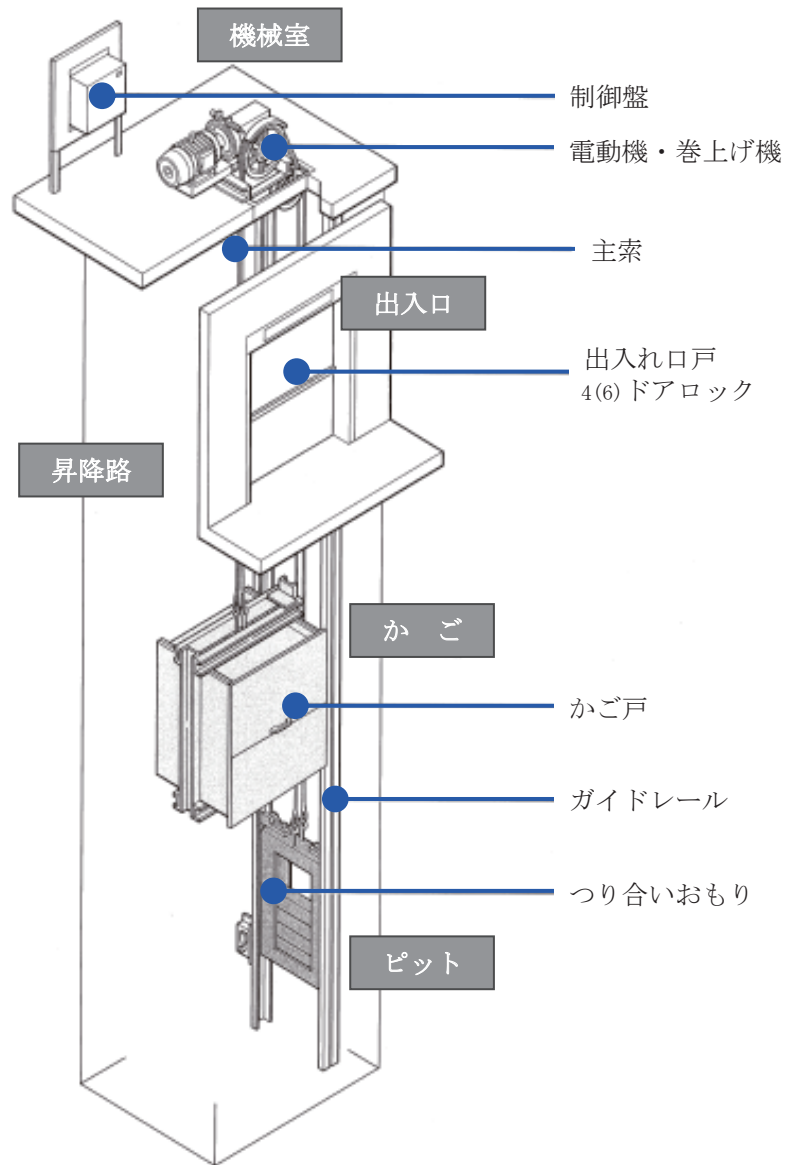 機械室
制御盤
電動機・巻上げ機
主索
出入口
出入れ口戸
4(6)ドアロック
昇降路
か　ご
かご戸
ガイドレール
つり合いおもり
ピット